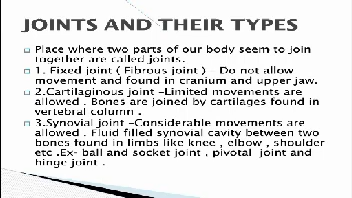 JOINTS AND THEIR TYPES
Place where two parts of our body seem to join
together are called joints.
1. Fixed joint ( Fibrous joint ) – Do not allow
movement and found in cranium and upper jaw.
2.Cartilaginous joint –Limited movements are
allowed . Bones are joined by cartilages found in
vertebral column .
3.Synovial joint –Considerable movements are
allowed . Fluid filled synovial cavity between two
bones found in limbs like knee , elbow , shoulder
etc .Ex- ball and socket joint , pivotal joint and
hinge joint .